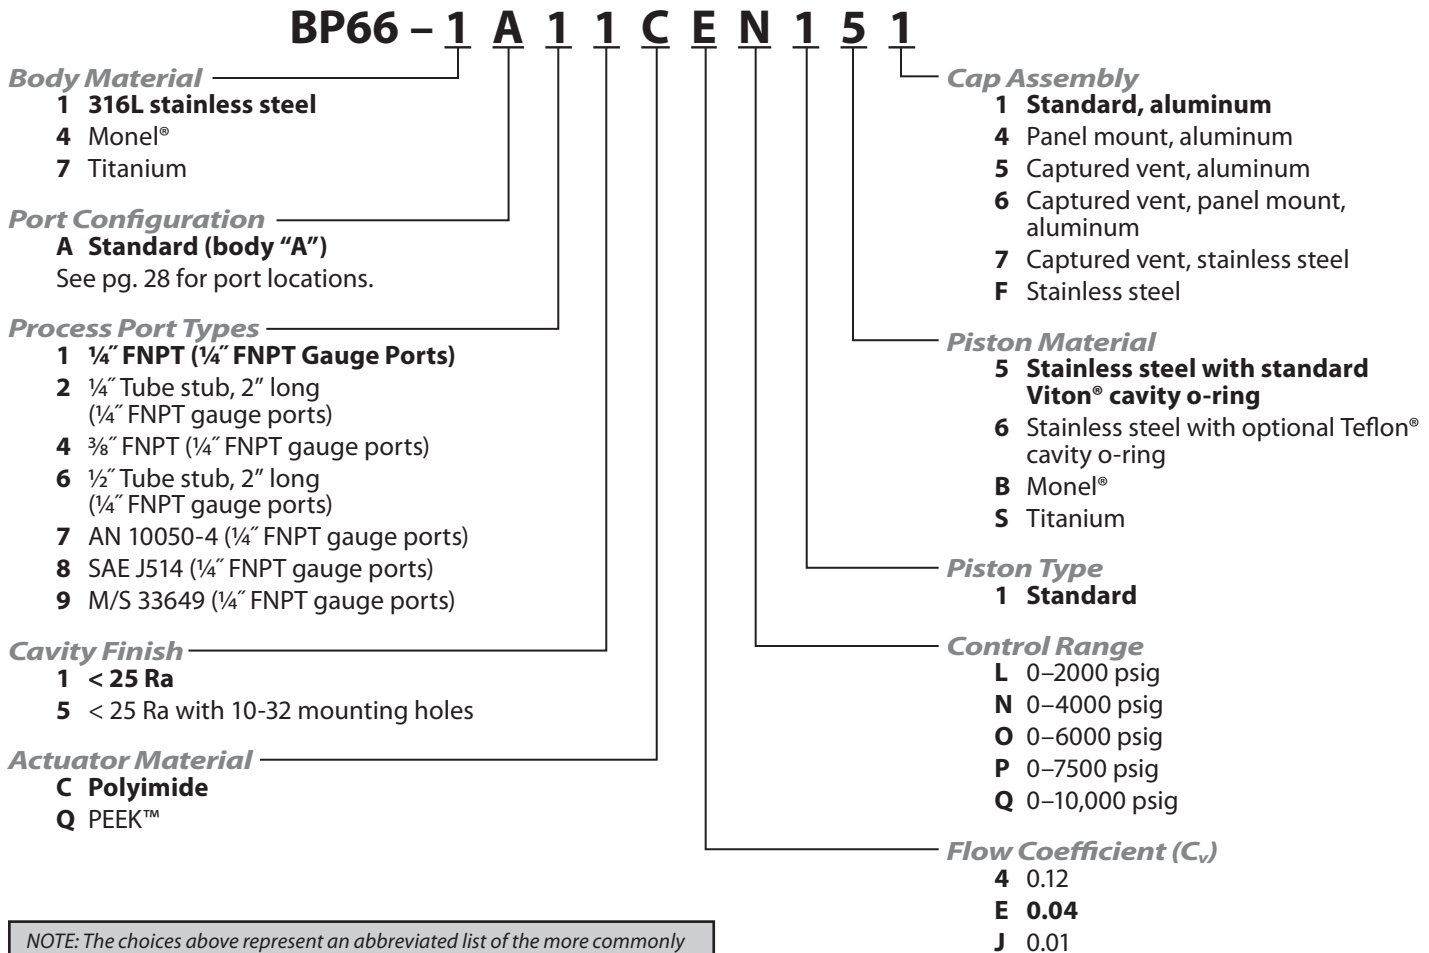 BP66 – 1 A 1 1 C E N 1 5 1
Body Material
1 316L stainless steel
4 Monel®
7 Titanium
Port Configuration
A Standard (body “A”)
See pg. 28 for port locations.
Process Port Types
1 ¼˝ FNPT (¼˝ FNPT Gauge Ports)
2 ¼˝ Tube stub, 2” long
(¼˝ FNPT gauge ports)
4 ⅜˝ FNPT (¼˝ FNPT gauge ports)
6 ½˝ Tube stub, 2” long
(¼˝ FNPT gauge ports)
7 AN 10050-4 (¼˝ FNPT gauge ports)
8 SAE J514 (¼˝ FNPT gauge ports)
9 M/S 33649 (¼˝ FNPT gauge ports)
Cavity Finish
1 < 25 Ra
5 < 25 Ra with 10-32 mounting holes
Actuator Material
C Polyimide
Q PEEK™
NOTE: The choices above represent an abbreviated list of the more commonly
Cap Assembly
1 Standard, aluminum
4 Panel mount, aluminum
5 Captured vent, aluminum
6 Captured vent, panel mount,
aluminum
7 Captured vent, stainless steel
F Stainless steel
Piston Material
5 Stainless steel with standard
Viton® cavity o-ring
6 Stainless steel with optional Teflon®
cavity o-ring
B Monel®
S Titanium
Piston Type
1 Standard
Control Range
L 0–2000 psig
N 0–4000 psig
O 0–6000 psig
P 0–7500 psig
Q 0–10,000 psig
Flow Coefficient (Cv)
4 0.12
E 0.04
J 0.01